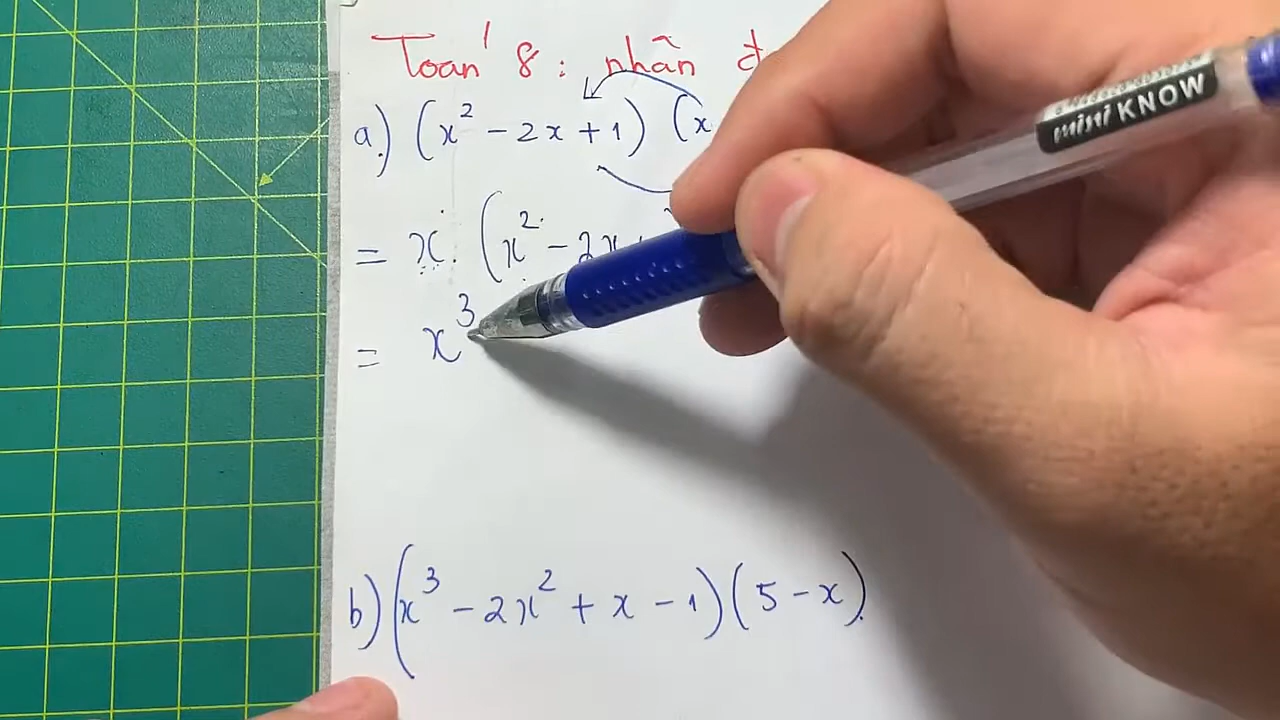 Toán 8: nhân
a) (x² - 2x + 1) (x
= x. (x² - 2x
= x³
b) (x³ - 2x² + x - 1)(5 - x)
mini KNOW